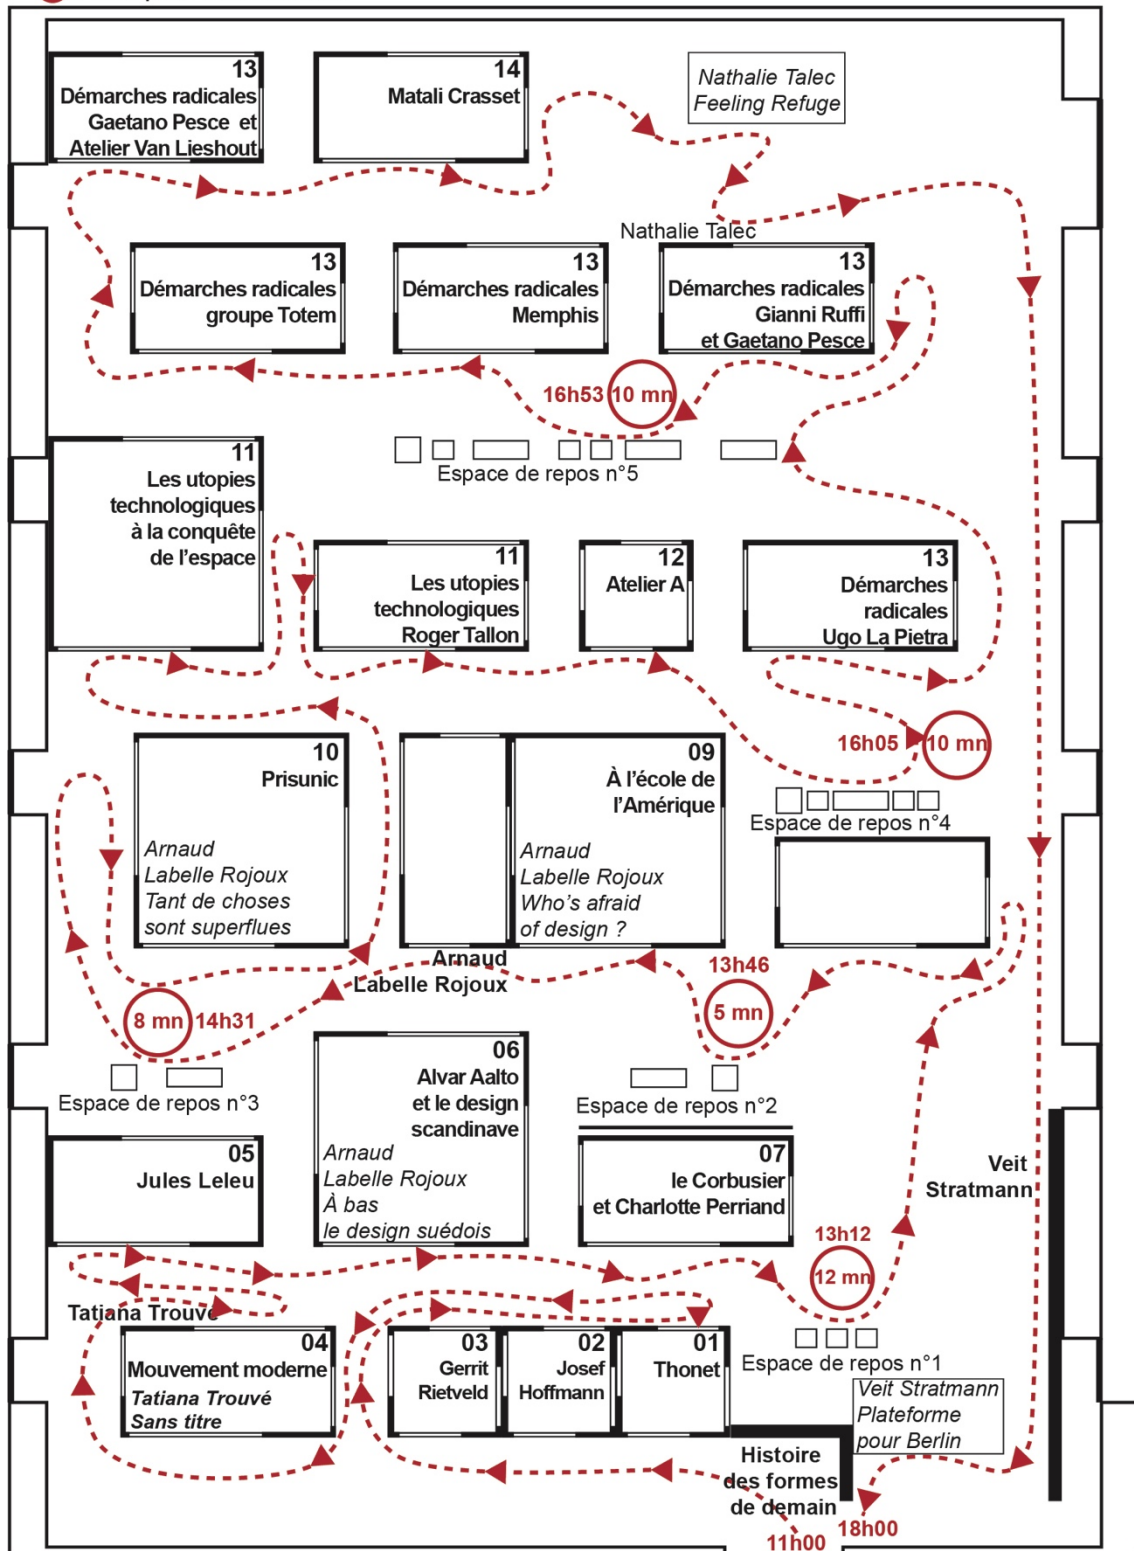 13
Démarches radicales
Gaetano Pesce et
Atelier Van Lieshout
14
Matali Crasset
Nathalie Talec
Feeling Refuge
Nathalie Talec
13
Démarches radicales
groupe Totem
13
Démarches radicales
Memphis
13
Démarches radicales
Gianni Ruffi
et Gaetano Pesce
16h53
10 mn
Espace de repos n°5
11
Les utopies
technologiques
à la conquête
de l'espace
11
Les utopies
technologiques
Roger Tallon
12
Atelier A
13
Démarches
radicales
Ugo La Pietra
16h05
10 mn
Espace de repos n°4
10
Prisunic
Arnaud
Labelle Rojoux
Tant de choses
sont superflues
09
À l'école de
l'Amérique
Arnaud
Labelle Rojoux
Who's afraid
of design ?
Arnaud
Labelle Rojoux
13h46
5 mn
8 mn
14h31
Espace de repos n°3
Espace de repos n°2
06
Alvar Aalto
et le design
scandinave
Arnaud
Labelle Rojoux
À bas
le design suédois
05
Jules Leleu
07
le Corbusier
et Charlotte Perriand
Veit
Stratmann
13h12
12 mn
Espace de repos n°1
Tatiana Trouvé
04
Mouvement moderne
Tatiana Trouvé
Sans titre
03
Gerrit
Rietveld
02
Josef
Hoffmann
01
Thonet
Veit Stratmann
Plateforme
pour Berlin
Histoire
des formes
de demain
11h00
18h00